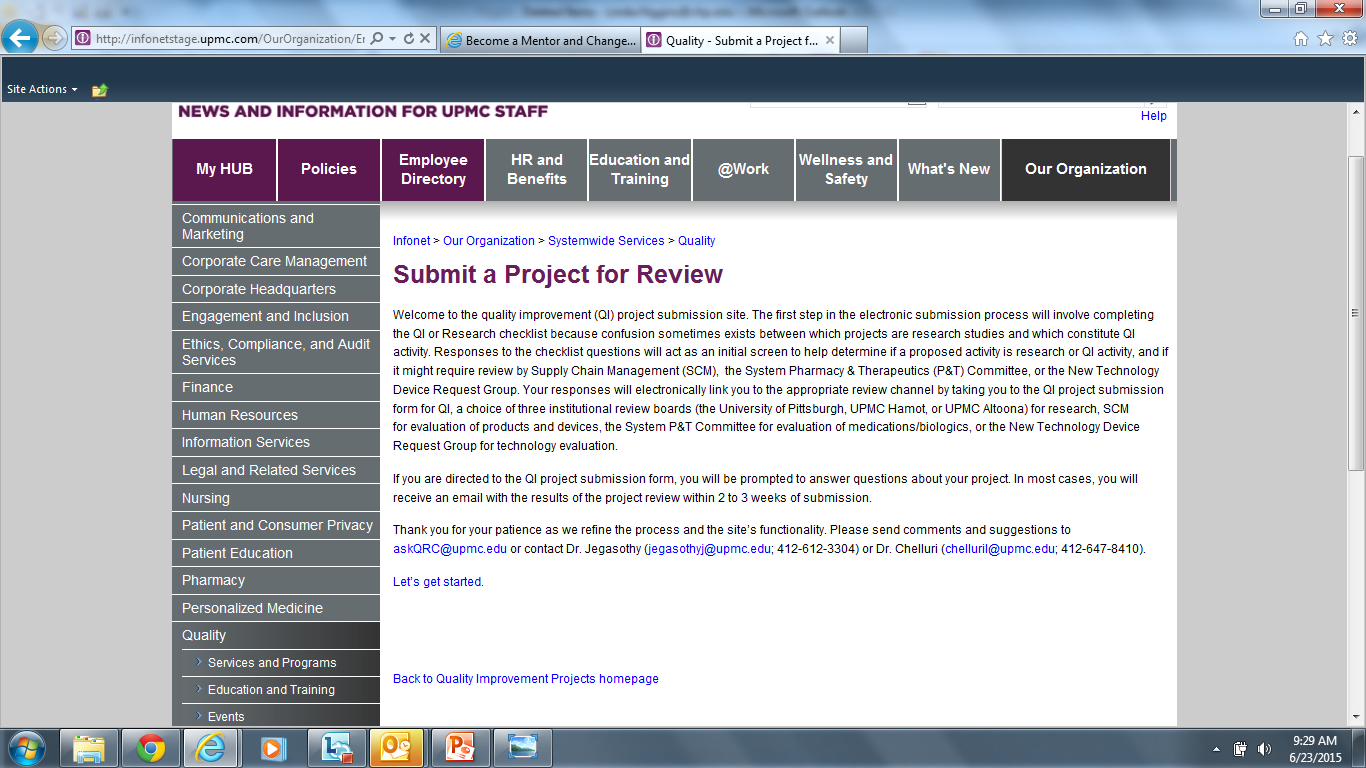 http://infonetstage.upmc.com/OurOrganization/Er
Become a Mentor and Change...
Quality - Submit a Project f...
Site Actions
NEWS AND INFORMATION FOR UPMC STAFF
Help
My HUB
Policies
Employee Directory
HR and Benefits
Education and Training
@Work
Wellness and Safety
What's New
Our Organization
Communications and
Marketing
Corporate Care Management
Corporate Headquarters
Engagement and Inclusion
Ethics, Compliance, and Audit
Services
Finance
Human Resources
Information Services
Legal and Related Services
Nursing
Patient and Consumer Privacy
Patient Education
Pharmacy
Personalized Medicine
Quality
Services and Programs
Education and Training
Events
Infonet > Our Organization > Systemwide Services > Quality
Submit a Project for Review
Welcome to the quality improvement (QI) project submission site. The first step in the electronic submission process will involve completing
the QI or Research checklist because confusion sometimes exists between which projects are research studies and which constitute QI
activity. Responses to the checklist questions will act as an initial screen to help determine if a proposed activity is research or QI activity, and if
it might require review by Supply Chain Management (SCM), the System Pharmacy & Therapeutics (P&T) Committee, or the New Technology
Device Request Group. Your responses will electronically link you to the appropriate review channel by taking you to the QI project submission
form for QI, a choice of three institutional review boards (the University of Pittsburgh, UPMC Hamot, or UPMC Altoona) for research, SCM
for evaluation of products and devices, the System P&T Committee for evaluation of medications/biologics, or the New Technology Device
Request Group for technology evaluation.
If you are directed to the QI project submission form, you will be prompted to answer questions about your project. In most cases, you will
receive an email with the results of the project review within 2 to 3 weeks of submission.
Thank you for your patience as we refine the process and the site's functionality. Please send comments and suggestions to
askQRC@upmc.edu or contact Dr. Jegasothy (jegasothyj@upmc.edu; 412-612-3304) or Dr. Chelluri (chelluril@upmc.edu; 412-647-8410).
Let's get started.
Back to Quality Improvement Projects homepage
9:29 AM
6/23/2015